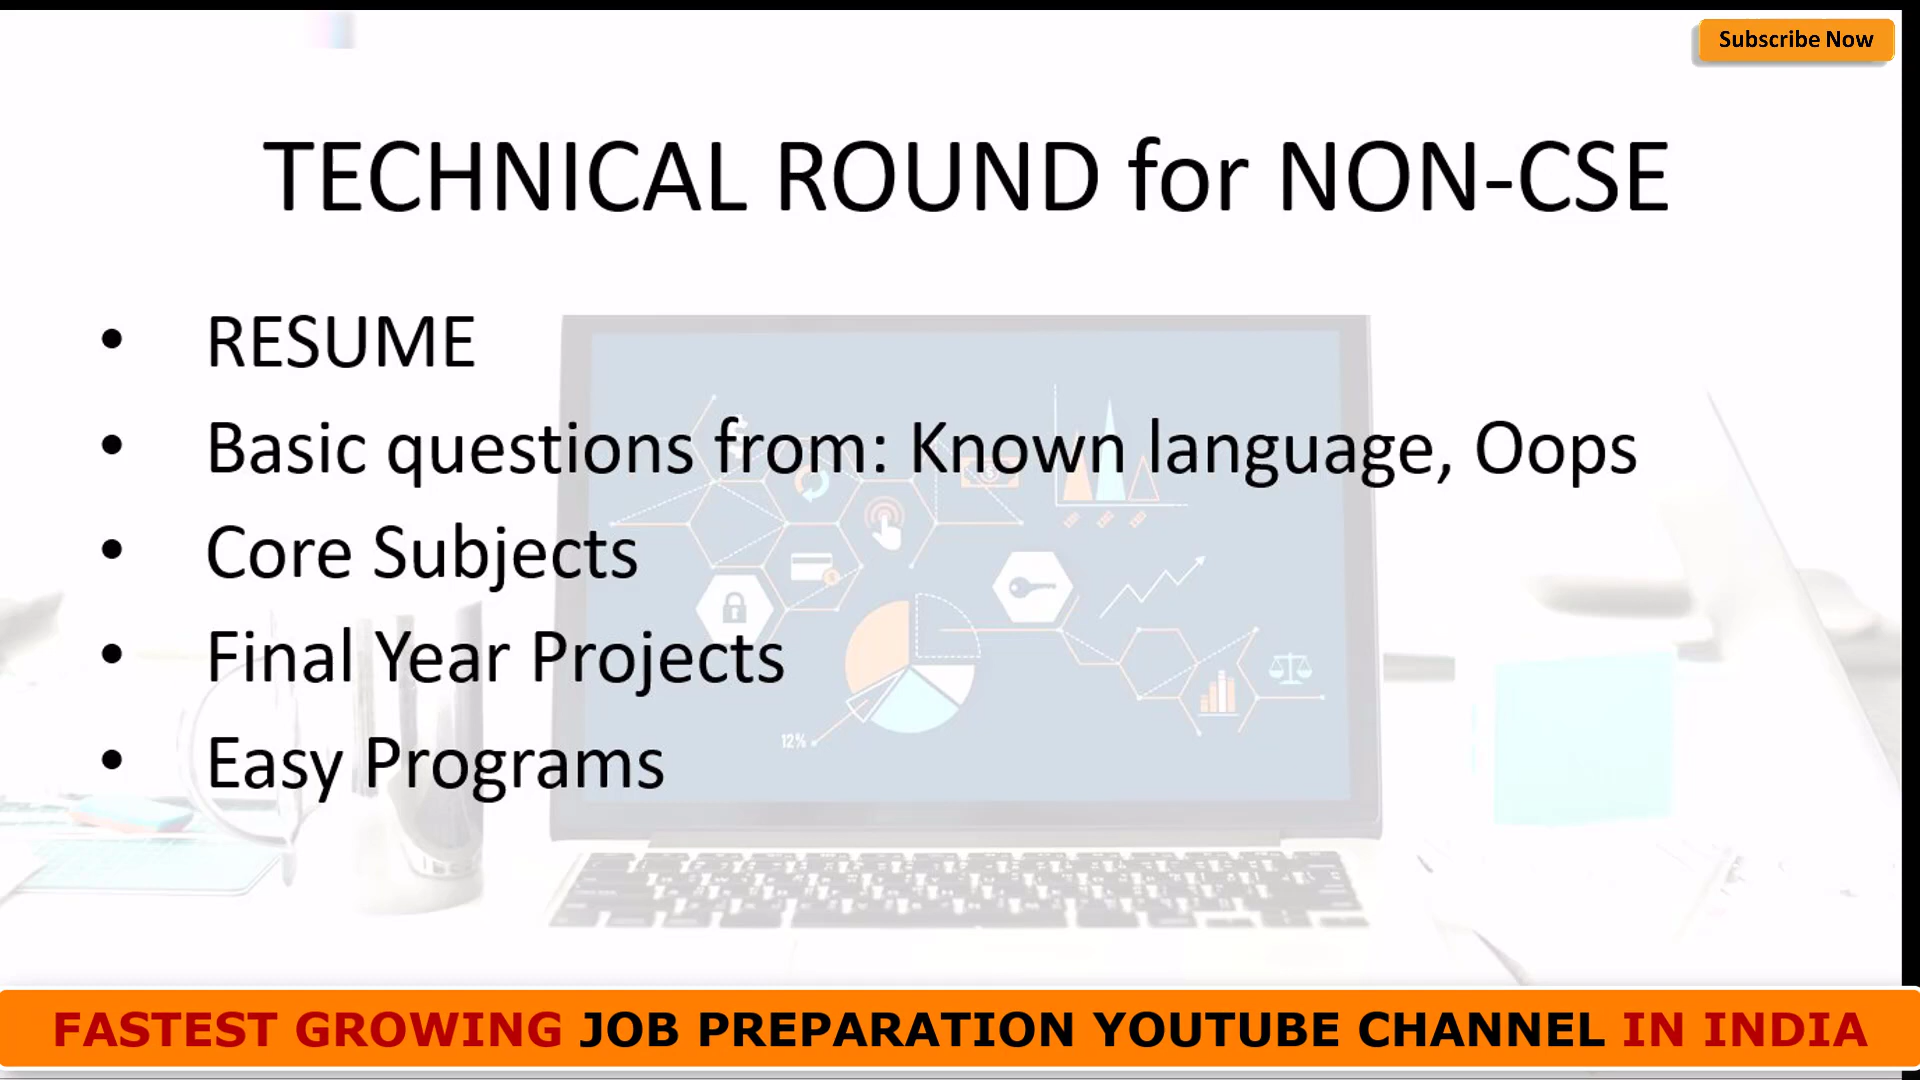 Subscribe Now
TECHNICAL ROUND for NON-CSE
• RESUME
• Basic questions from: Known language, Oops
• Core Subjects
• Final Year Projects
• Easy Programs
12%
FASTEST GROWING JOB PREPARATION YOUTUBE CHANNEL IN INDIA